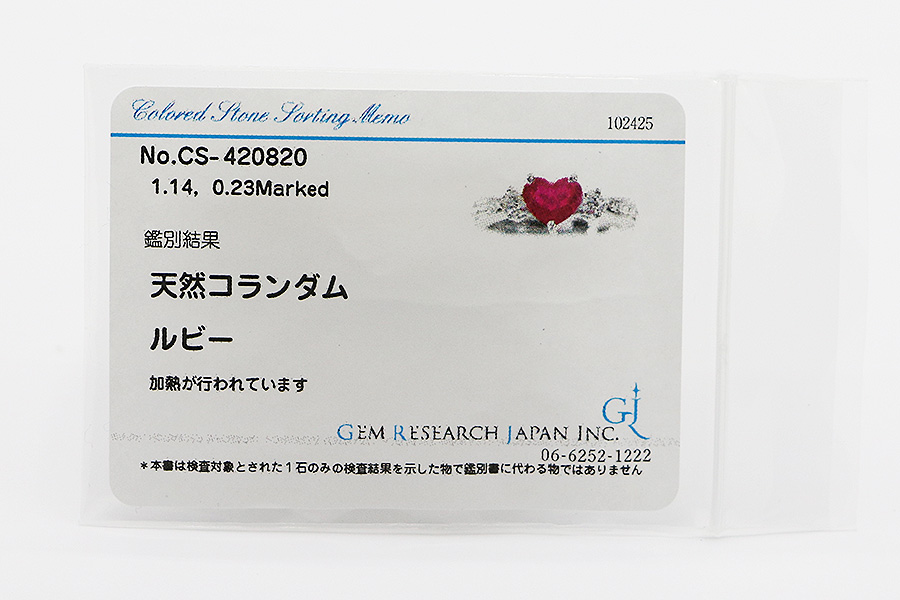 Colored Stone Sorting Memo
102425
No.CS-420820
1.14, 0.23Marked
鑑別結果
天然コランダム
ルビー
加熱が行われています
GJ
GEM RESEARCH JAPAN INC.
06-6252-1222
*本書は検査対象とされた1石のみの検査結果を示した物で鑑別書に代わる物ではありません